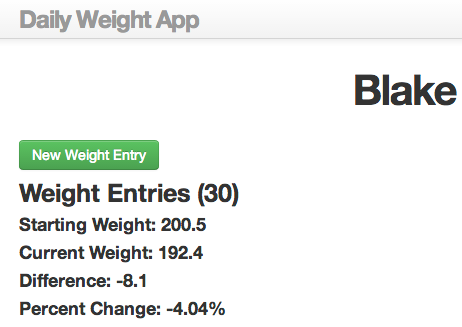 Daily Weight App
Blake
New Weight Entry
Weight Entries (30)
Starting Weight: 200.5
Current Weight: 192.4
Difference: -8.1
Percent Change: -4.04%